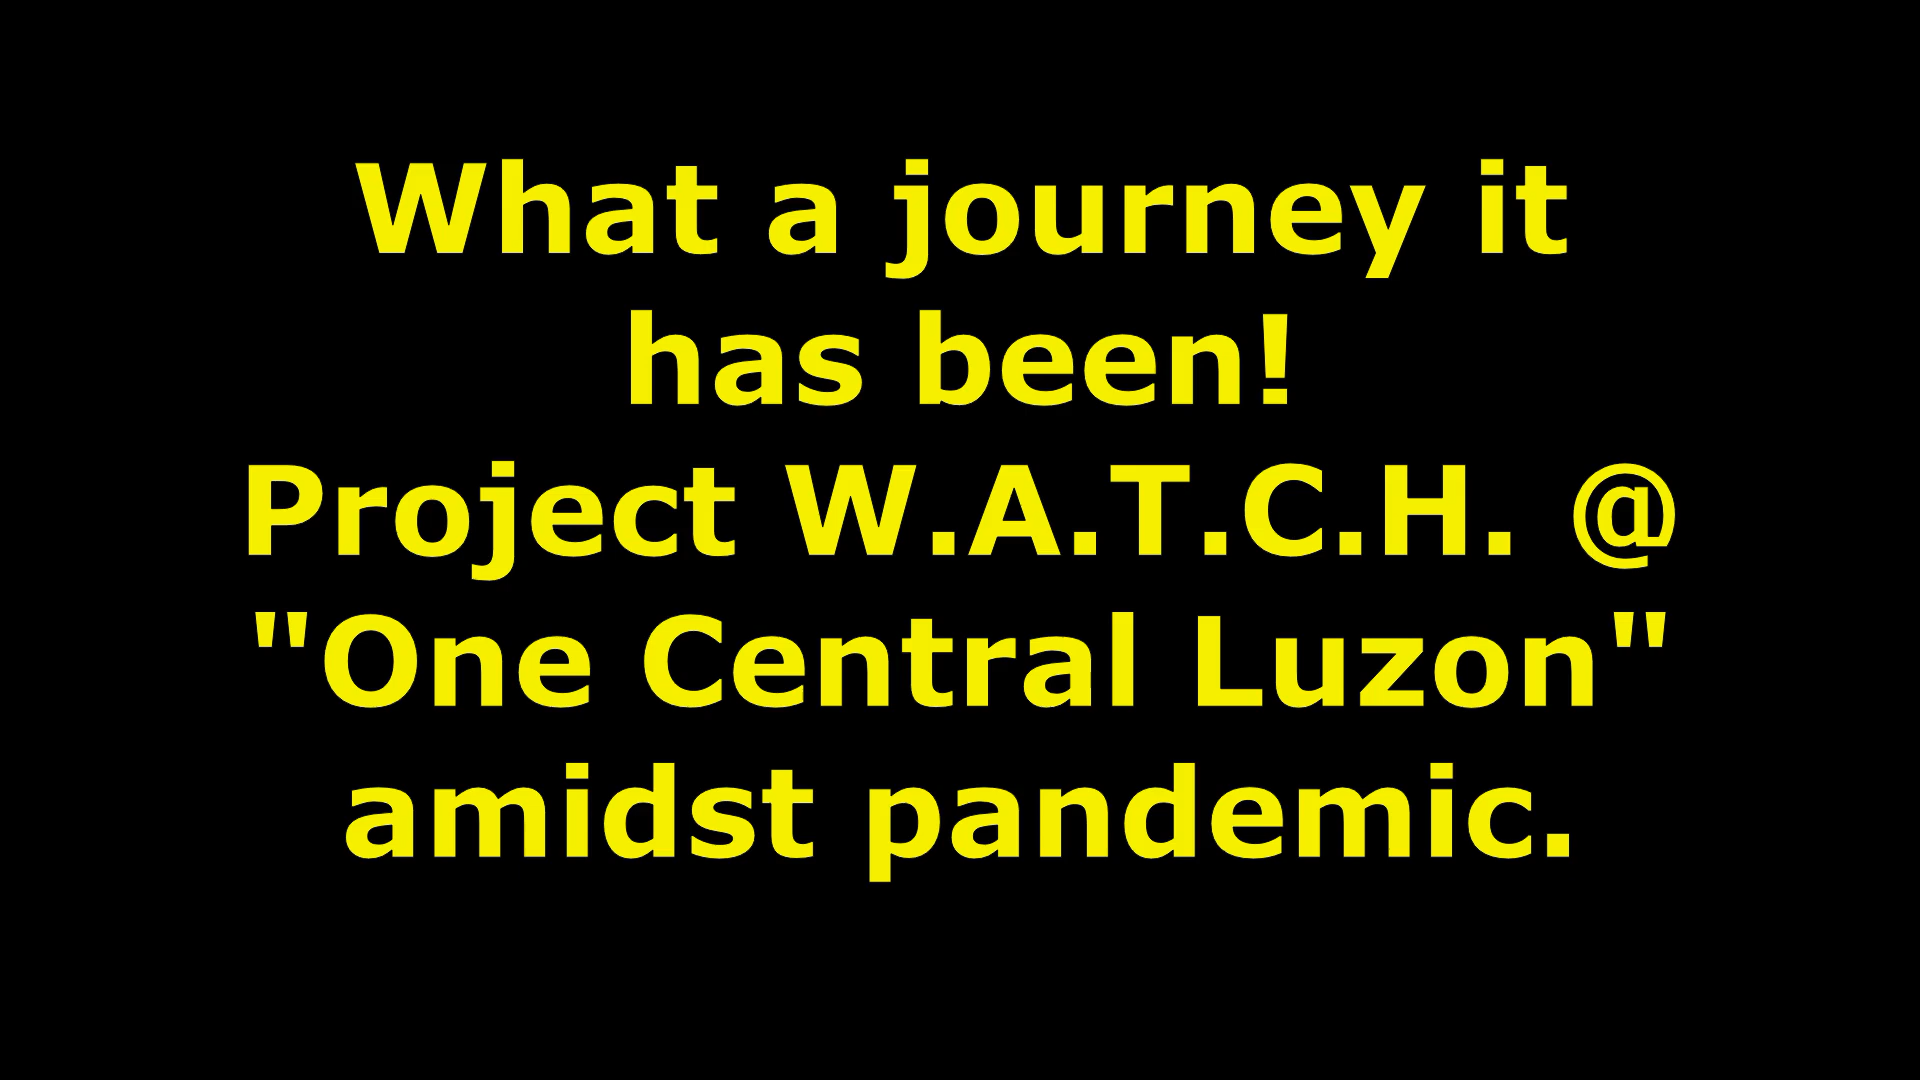 What a journey it
has been!
Project W.A.T.C.H. @
"One Central Luzon"
amidst pandemic.